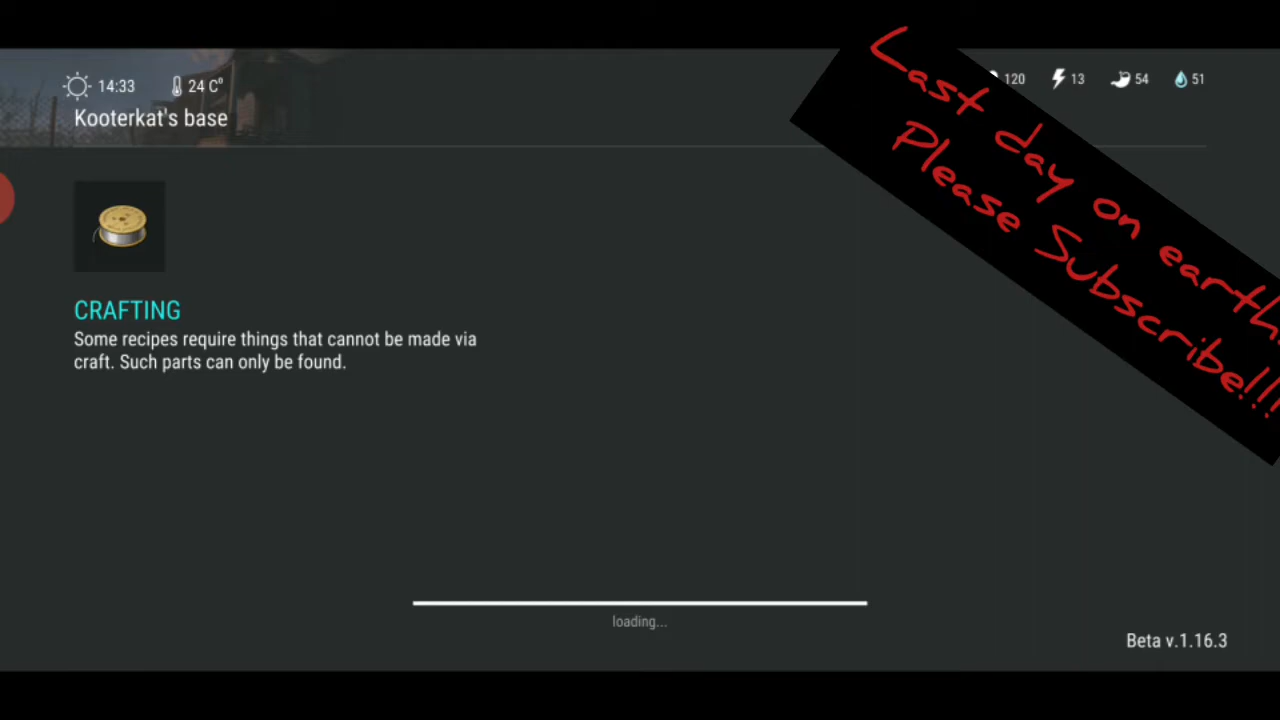 14:33 24 C°
120 13 54 51
Kooterkat's base
Last day on earth.
Please Subscribe!!!
CRAFTING
Some recipes require things that cannot be made via
craft. Such parts can only be found.
loading...
Beta v.1.16.3